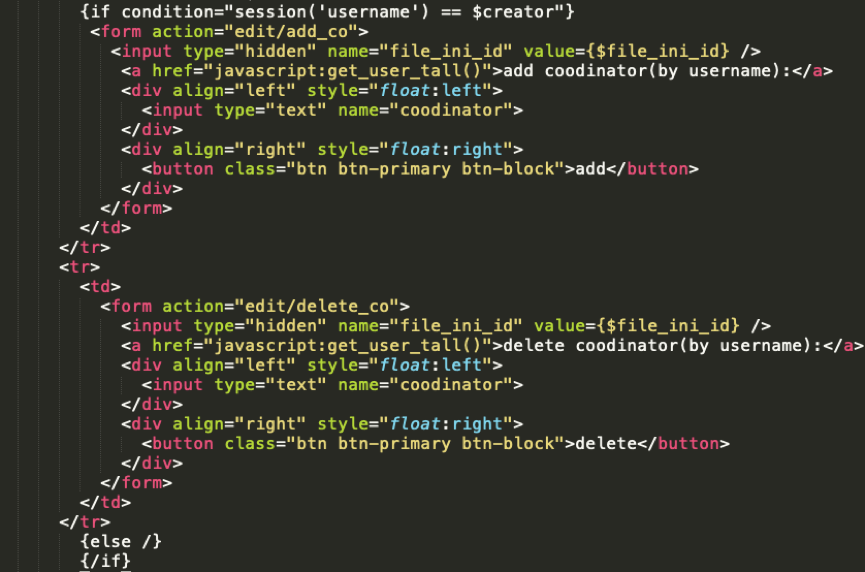 {if condition="session('username') == $creator"}
<form action="edit/add_co">
<input type="hidden" name="file_ini_id" value={$file_ini_id} />
<a href="javascript:get_user_tall()">add coodinator(by username):</a>
<div align="left" style="float:left">
<input type="text" name="coodinator">
</div>
<div align="right" style="float:right">
<button class="btn btn-primary btn-block">add</button>
</div>
</form>
</td>
</tr>
<tr>
<td>
<form action="edit/delete_co">
<input type="hidden" name="file_ini_id" value={$file_ini_id} />
<a href="javascript:get_user_tall()">delete coodinator(by username):</a>
<div align="left" style="float:left">
<input type="text" name="coodinator">
</div>
<div align="right" style="float:right">
<button class="btn btn-primary btn-block">delete</button>
</div>
</form>
</td>
</tr>
{else /}
{/if}